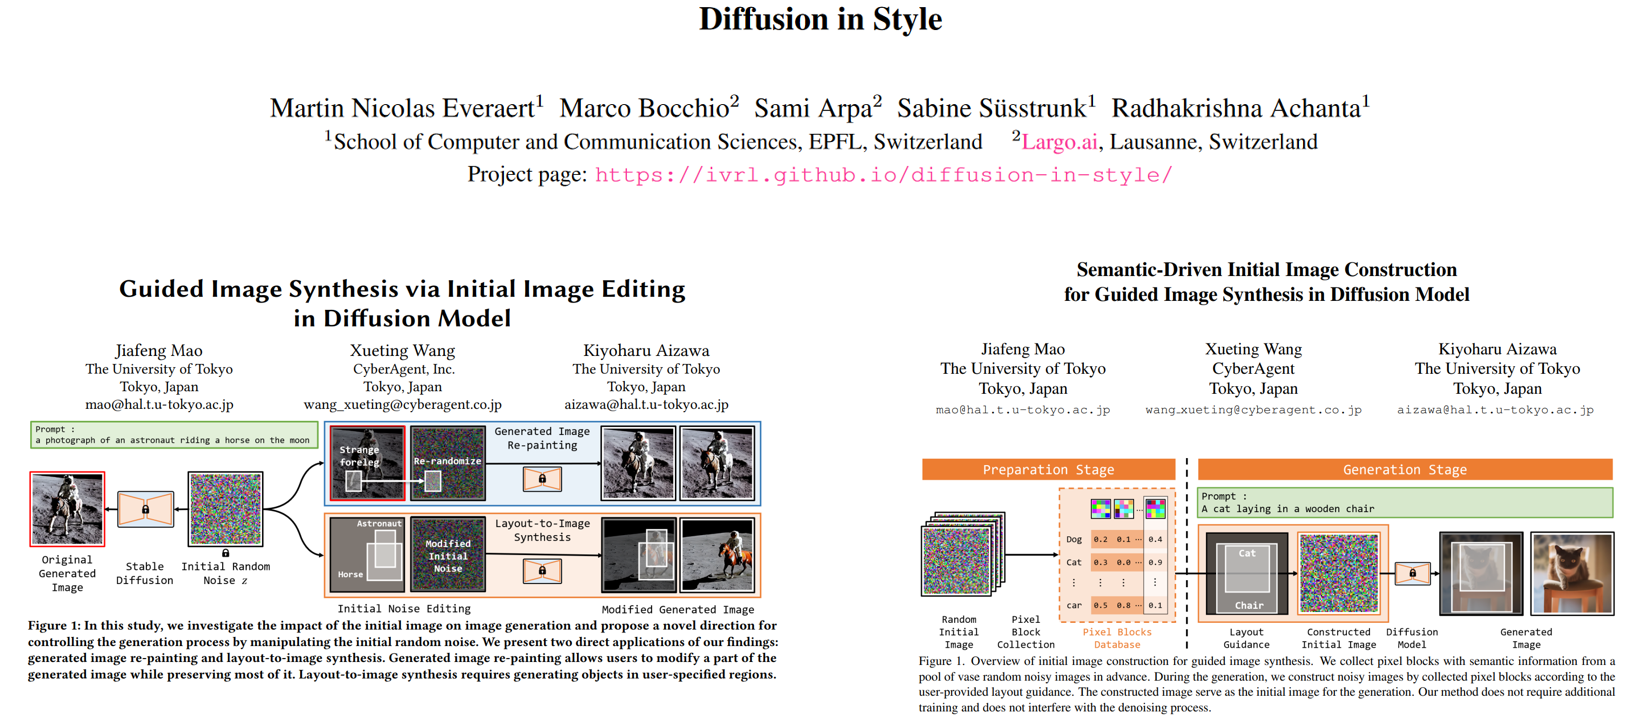 Diffusion in Style
Martin Nicolas Everaert1 Marco Bocchio2 Sami Arpa2 Sabine Süsstrunk1 Radhakrishna Achanta1
1School of Computer and Communication Sciences, EPFL, Switzerland 2Largo.ai, Lausanne, Switzerland
Project page: https://ivrl.github.io/diffusion-in-style/
Guided Image Synthesis via Initial Image Editing
in Diffusion Model
Jiafeng Mao
The University of Tokyo
Tokyo, Japan
mao@hal.t.u-tokyo.ac.jp
Xueting Wang
CyberAgent, Inc.
Tokyo, Japan
wang_xueting@cyberagent.co.jp
Kiyoharu Aizawa
The University of Tokyo
Tokyo, Japan
aizawa@hal.t.u-tokyo.ac.jp
Prompt :
a photograph of an astronaut riding a horse on the moon
Original
Generated
Image
Stable
Diffusion
Initial Random
Noise z
Strange
foreleg
Re-randomize
Generated Image
Re-painting
Astronaut
Horse
Modified
Initial
Noise
Layout-to-Image
Synthesis
Initial Noise Editing
Modified Generated Image
Figure 1: In this study, we investigate the impact of the initial image on image generation and propose a novel direction for
controlling the generation process by manipulating the initial random noise. We present two direct applications of our findings:
generated image re-painting and layout-to-image synthesis. Generated image re-painting allows users to modify a part of the
generated image while preserving most of it. Layout-to-image synthesis requires generating objects in user-specified regions.
Semantic-Driven Initial Image Construction
for Guided Image Synthesis in Diffusion Model
Jiafeng Mao
The University of Tokyo
Tokyo, Japan
mao@hal.t.u-tokyo.ac.jp
Xueting Wang
CyberAgent
Tokyo, Japan
wang_xueting@cyberagent.co.jp
Kiyoharu Aizawa
The University of Tokyo
Tokyo, Japan
aizawa@hal.t.u-tokyo.ac.jp
Preparation Stage
Generation Stage
Prompt :
A cat laying in a wooden chair
...
Dog 0.2 0.1 ... 0.4
Cat 0.3 0.0 ... 0.9
⋮ ⋮ ⋮ ⋮
car 0.5 0.8 ... 0.1
Cat
Chair
Random
Initial
Image
Pixel
Block
Collection
Pixel Blocks
Database
Layout
Guidance
Constructed
Initial Image
Diffusion
Model
Generated
Image
Figure 1. Overview of initial image construction for guided image synthesis. We collect pixel blocks with semantic information from a
pool of vase random noisy images in advance. During the generation, we construct noisy images by collected pixel blocks according to the
user-provided layout guidance. The constructed image serve as the initial image for the generation. Our method does not require additional
training and does not interfere with the denoising process.